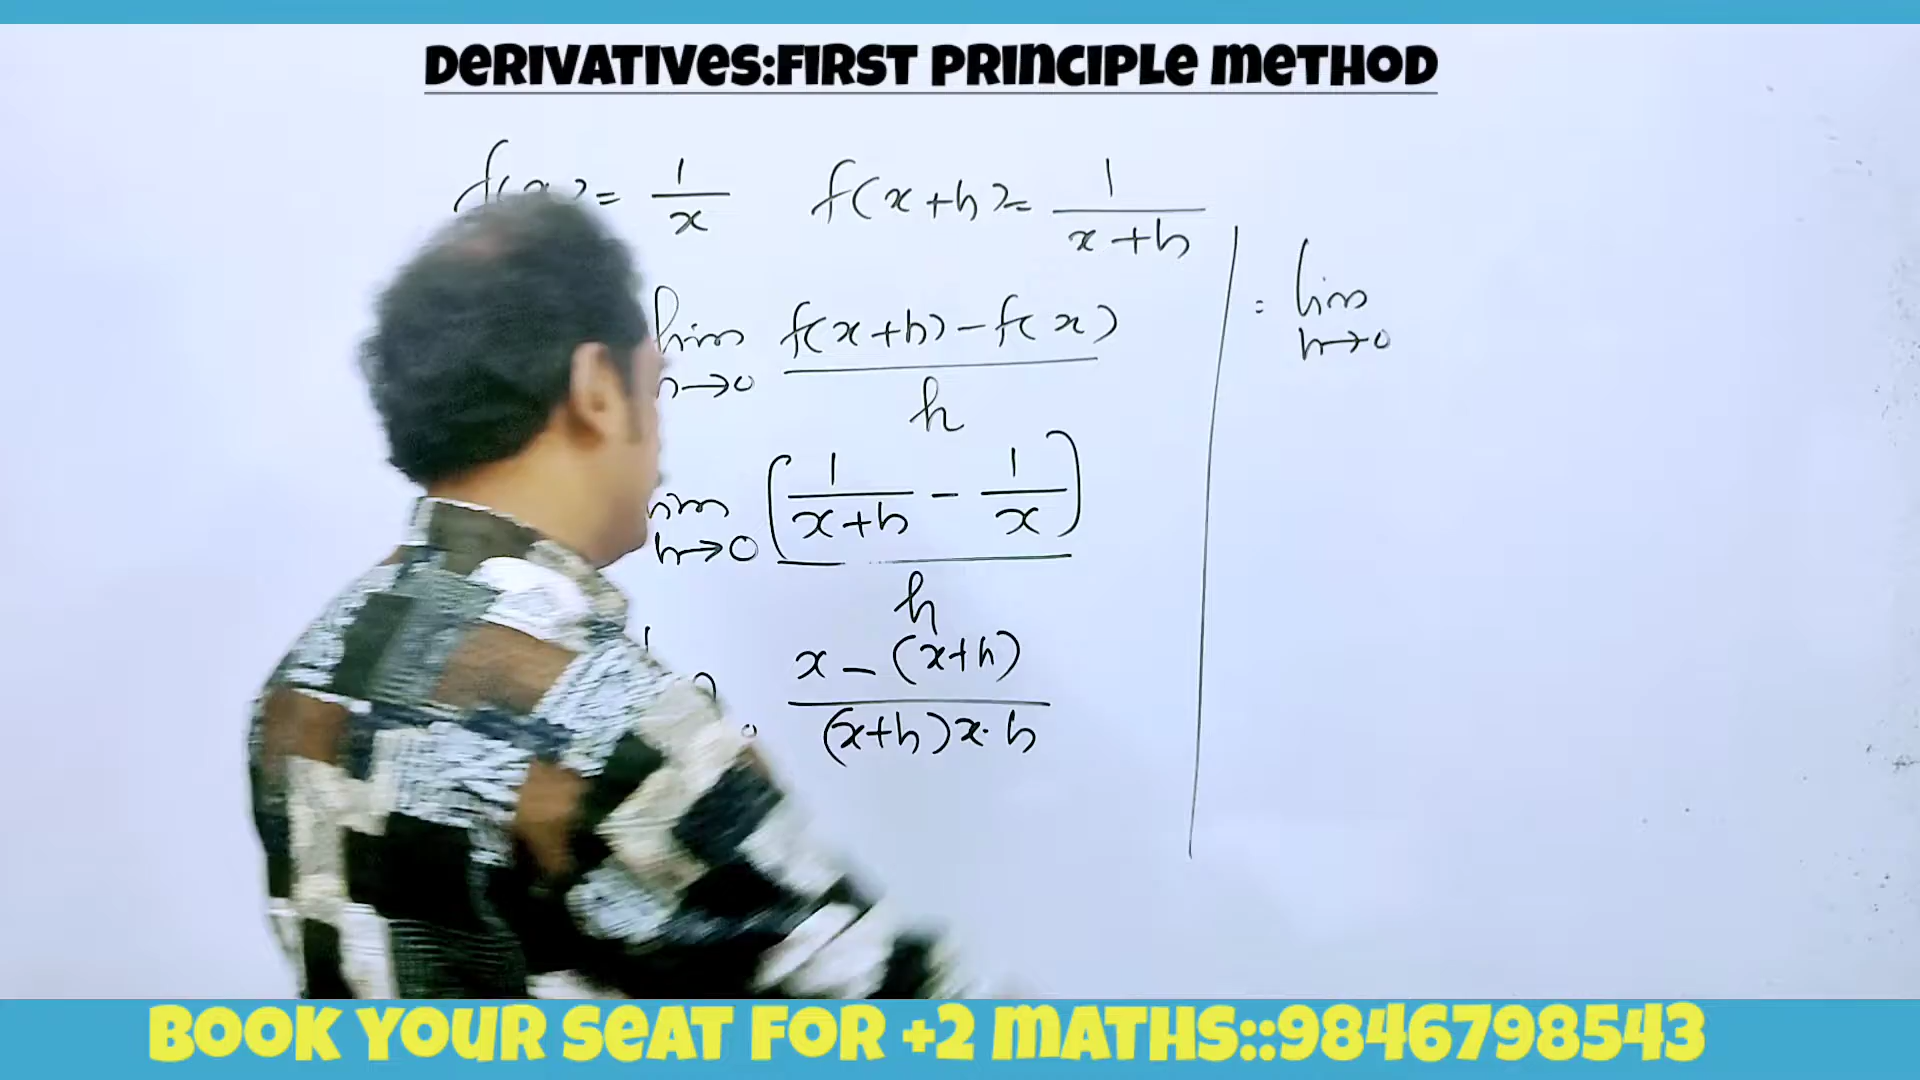 DERIVATIVES:FIRST PRINCIPLE METHOD
f(x)= 1/x f(x+h)= 1/(x+h)
lim h→0 (f(x+h)-f(x))/h
lim h→0 (1/(x+h) - 1/x)/h
(x-(x+h))/((x+h)x·h)
= lim h→0
BOOK YOUR SEAT FOR +2 MATHS::9846798543